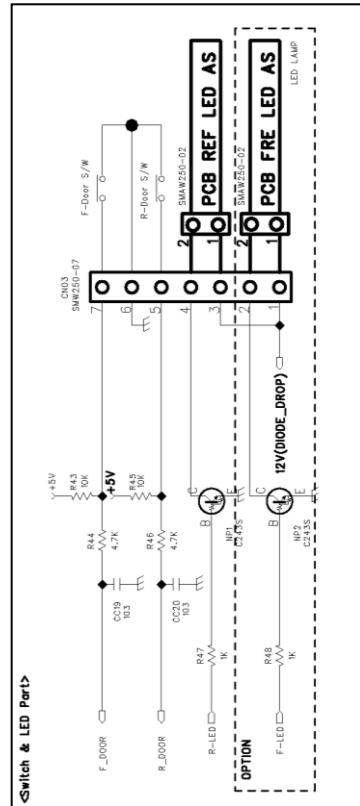 <Switch & LED Part>
PCB REF LED AS
PCB FRE LED AS
LED LAMP
SMAW250-02
SMAW250-02
2
1
2
1
F-Door S/W
R-Door S/W
CN03
SMW250-07
7
6
5
4
3
2
1
12V(DIODE_DROP)
+5V
R43
10K
+5V
R45
10K
R44
4.7K
R46
4.7K
CC19
103
CC20
103
C
B
E
NP1
C243S
C
B
E
NP2
C243S
R47
1K
R48
1K
F_DOOR
R_DOOR
R-LED
F-LED
OPTION